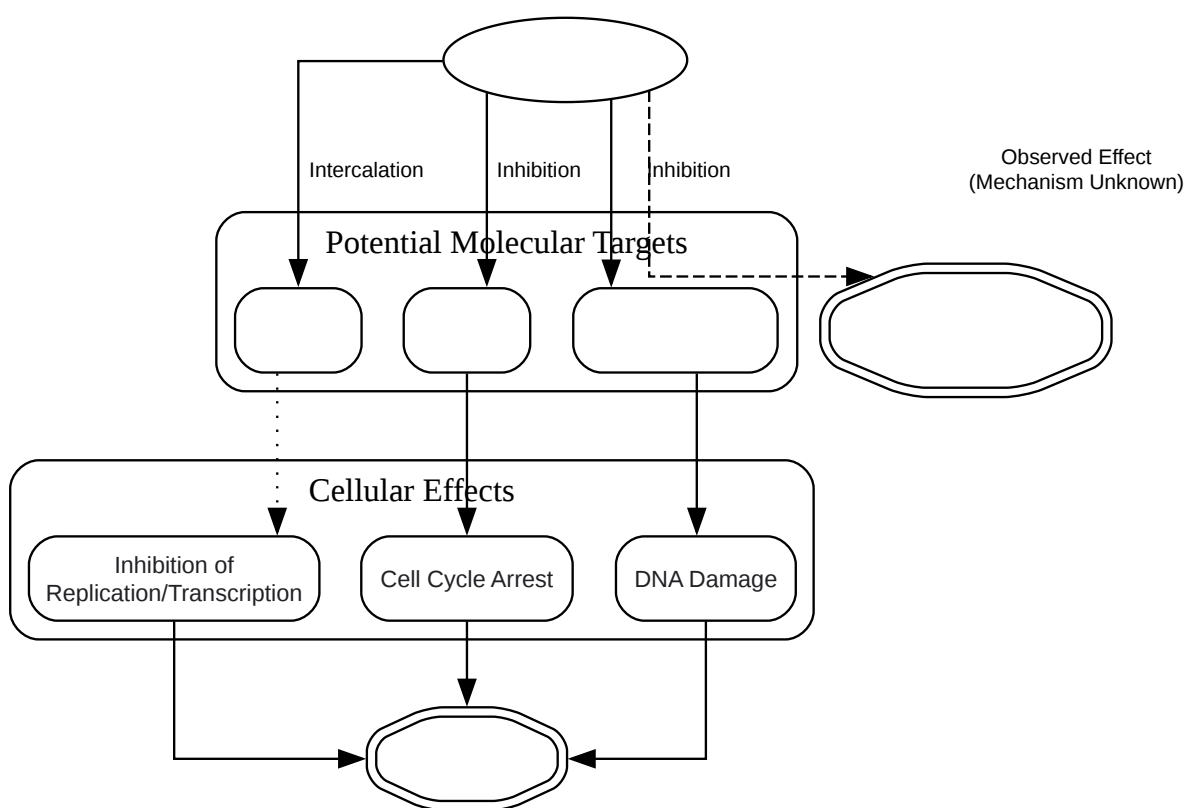 Intercalation
Inhibition
Inhibition
Observed Effect
(Mechanism Unknown)
Potential Molecular Targets
Cellular Effects
Inhibition of
Replication/Transcription
Cell Cycle Arrest
DNA Damage